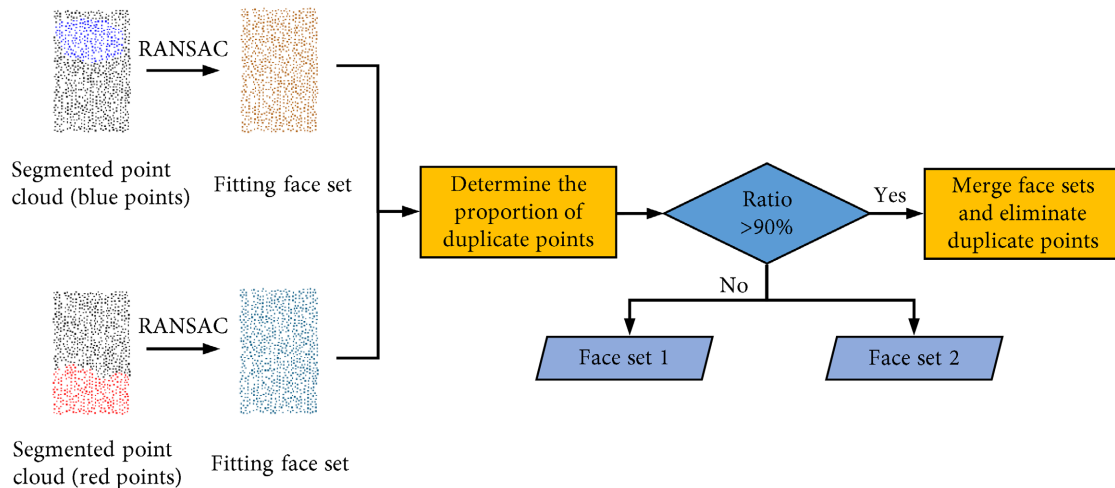 RANSAC
Segmented point
cloud (blue points)
Fitting face set
RANSAC
Segmented point
cloud (red points)
Fitting face set
Determine the
proportion of
duplicate points
Ratio
>90%
Yes
Merge face sets
and eliminate
duplicate points
No
Face set 1
Face set 2